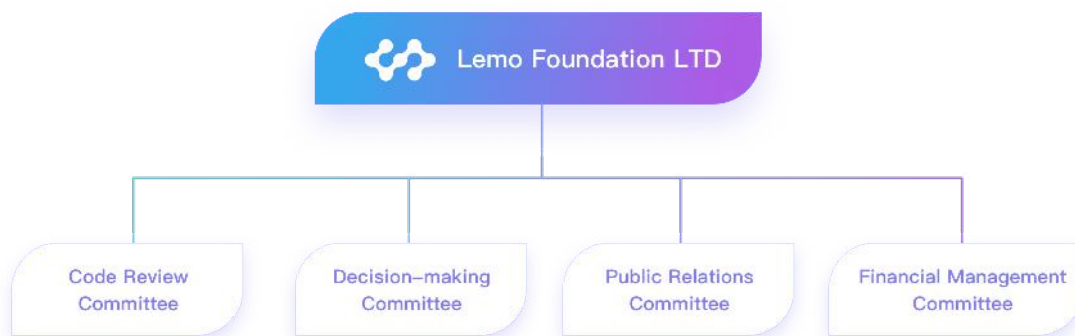 Lemo Foundation LTD
Code Review
Committee
Decision-making
Committee
Public Relations
Committee
Financial Management
Committee